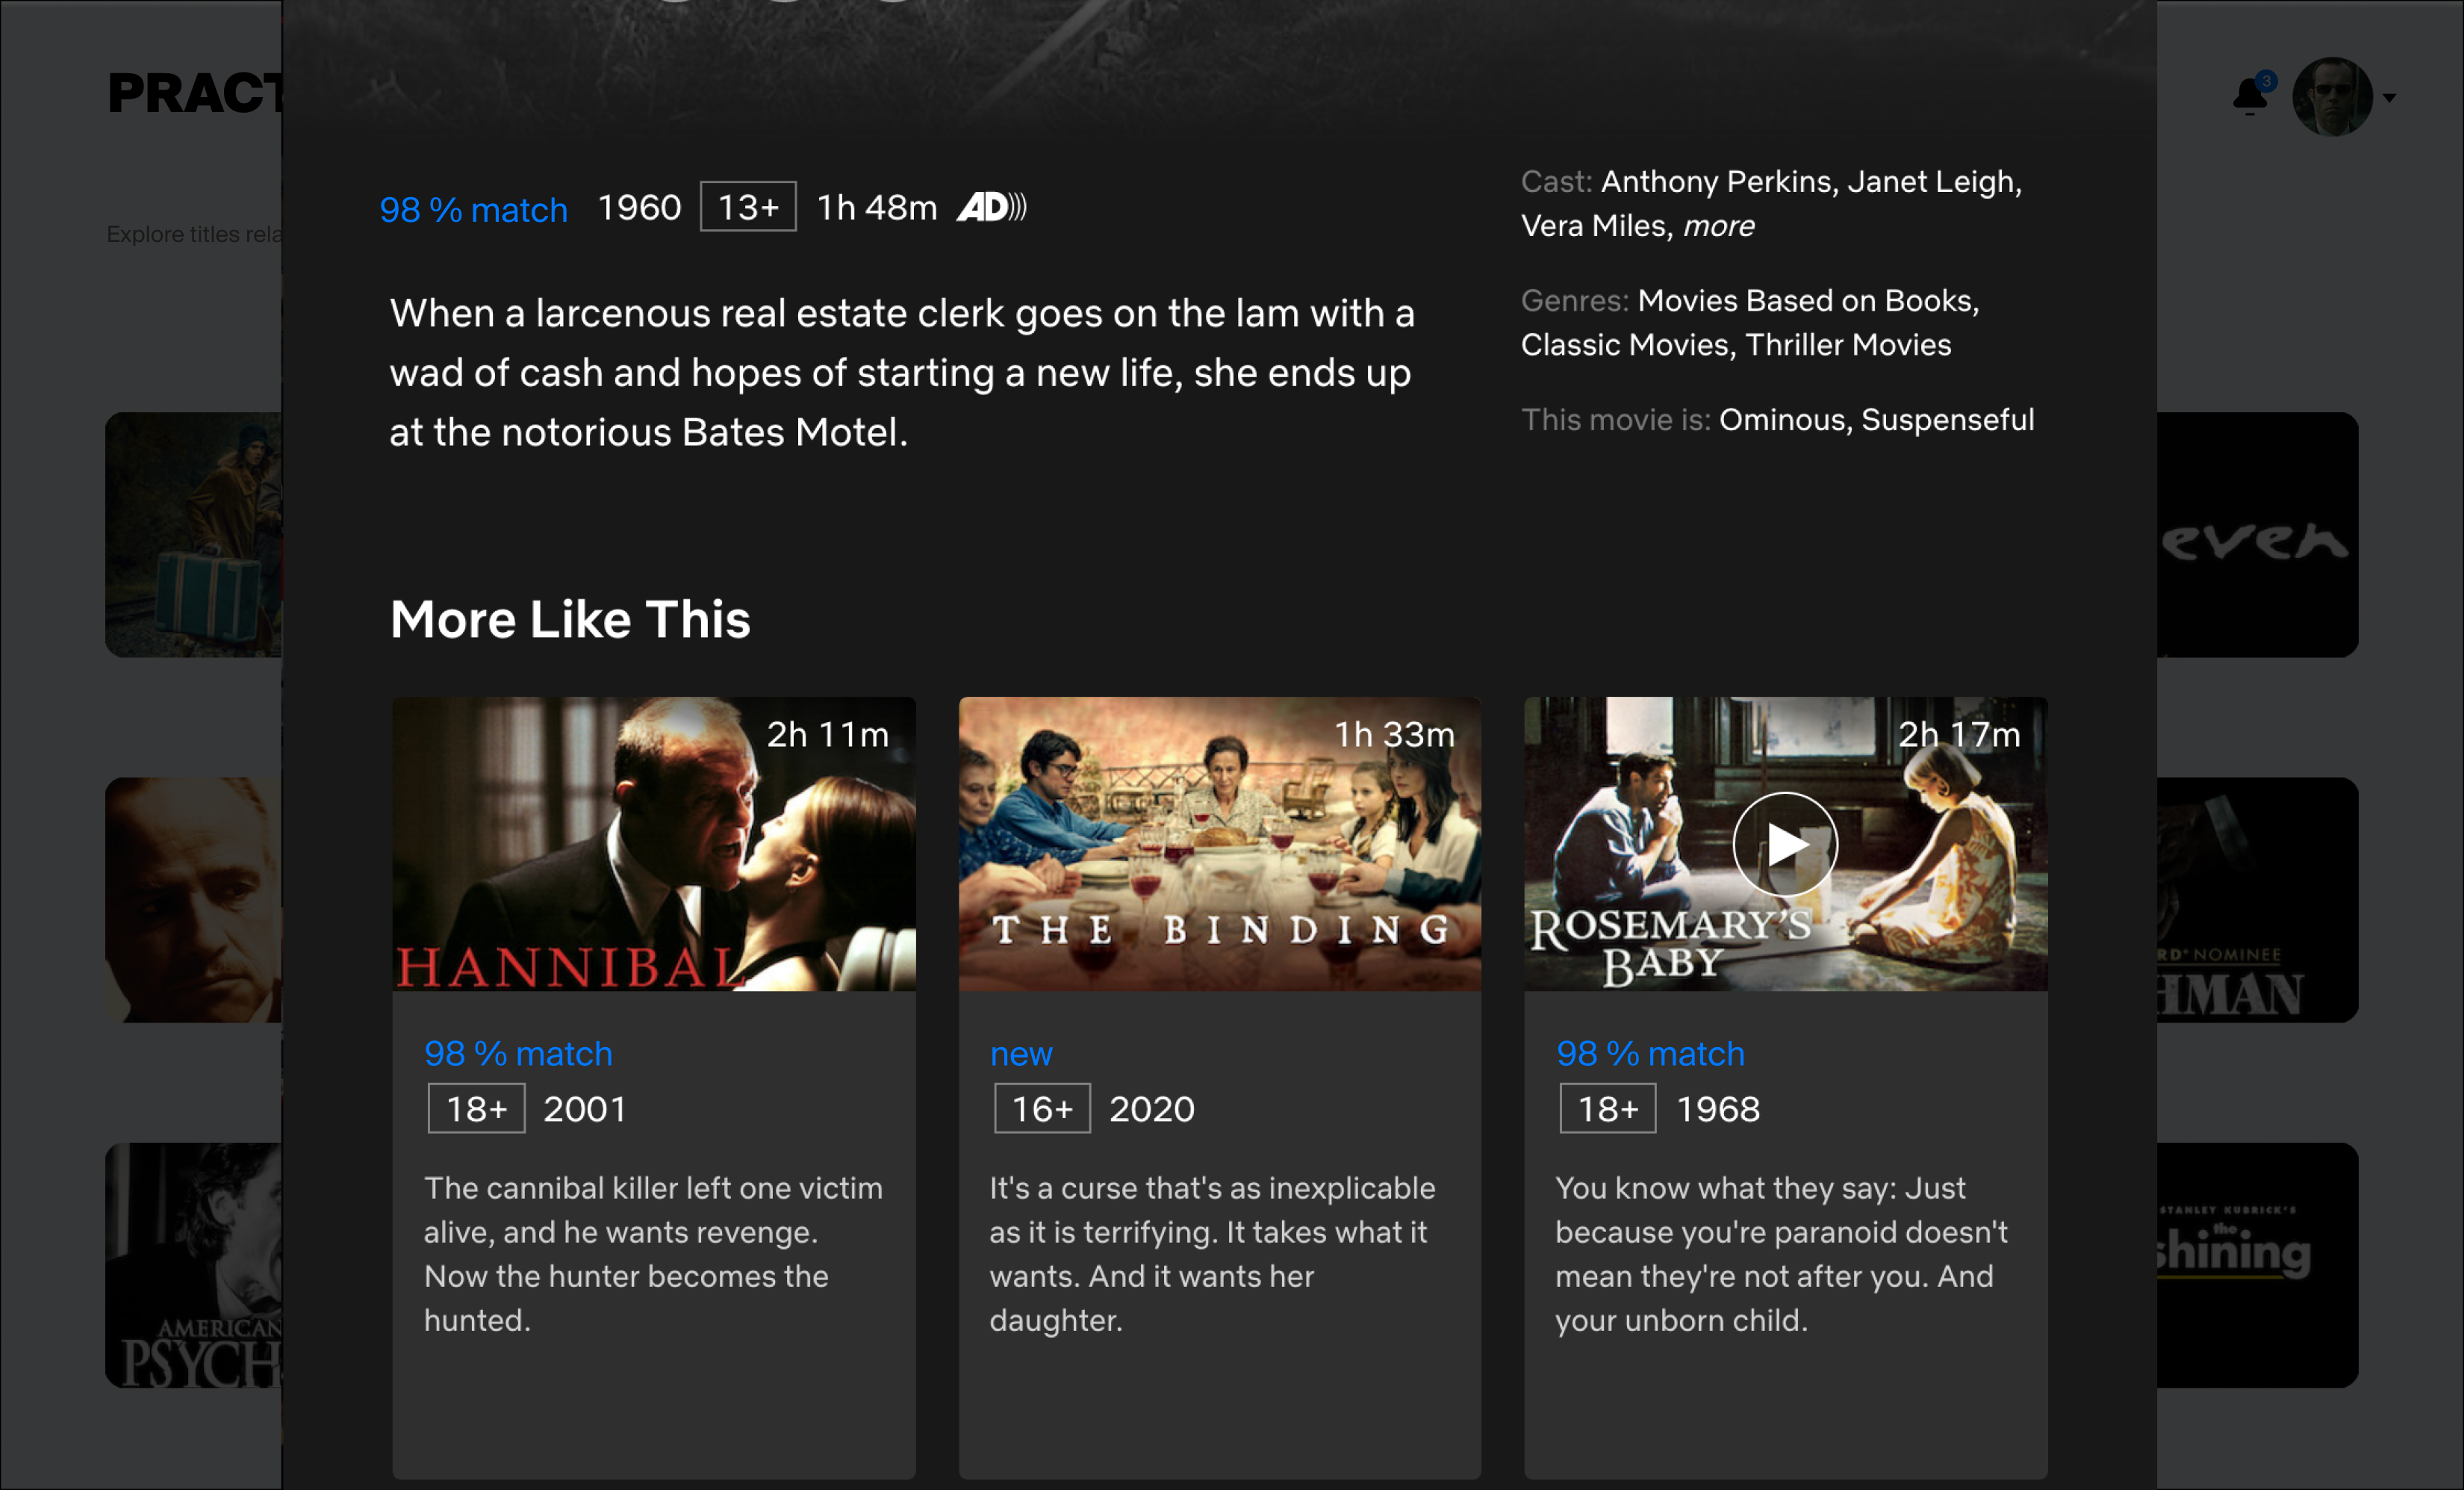 PRACT
3
Explore titles rela
98 % match 1960 13+ 1h 48m AD
When a larcenous real estate clerk goes on the lam with a
wad of cash and hopes of starting a new life, she ends up
at the notorious Bates Motel.
Cast: Anthony Perkins, Janet Leigh,
Vera Miles, more
Genres: Movies Based on Books,
Classic Movies, Thriller Movies
This movie is: Ominous, Suspenseful
even
More Like This
2h 11m
HANNIBAL
98 % match
18+ 2001
The cannibal killer left one victim
alive, and he wants revenge.
Now the hunter becomes the
hunted.
1h 33m
THE BINDING
new
16+ 2020
It's a curse that's as inexplicable
as it is terrifying. It takes what it
wants. And it wants her
daughter.
2h 17m
ROSEMARY'S
BABY
98 % match
18+ 1968
You know what they say: Just
because you're paranoid doesn't
mean they're not after you. And
your unborn child.
RD® NOMINEE
HMAN
AMERICAN
PSYCH
STANLEY KUBRICK'S
the
shining